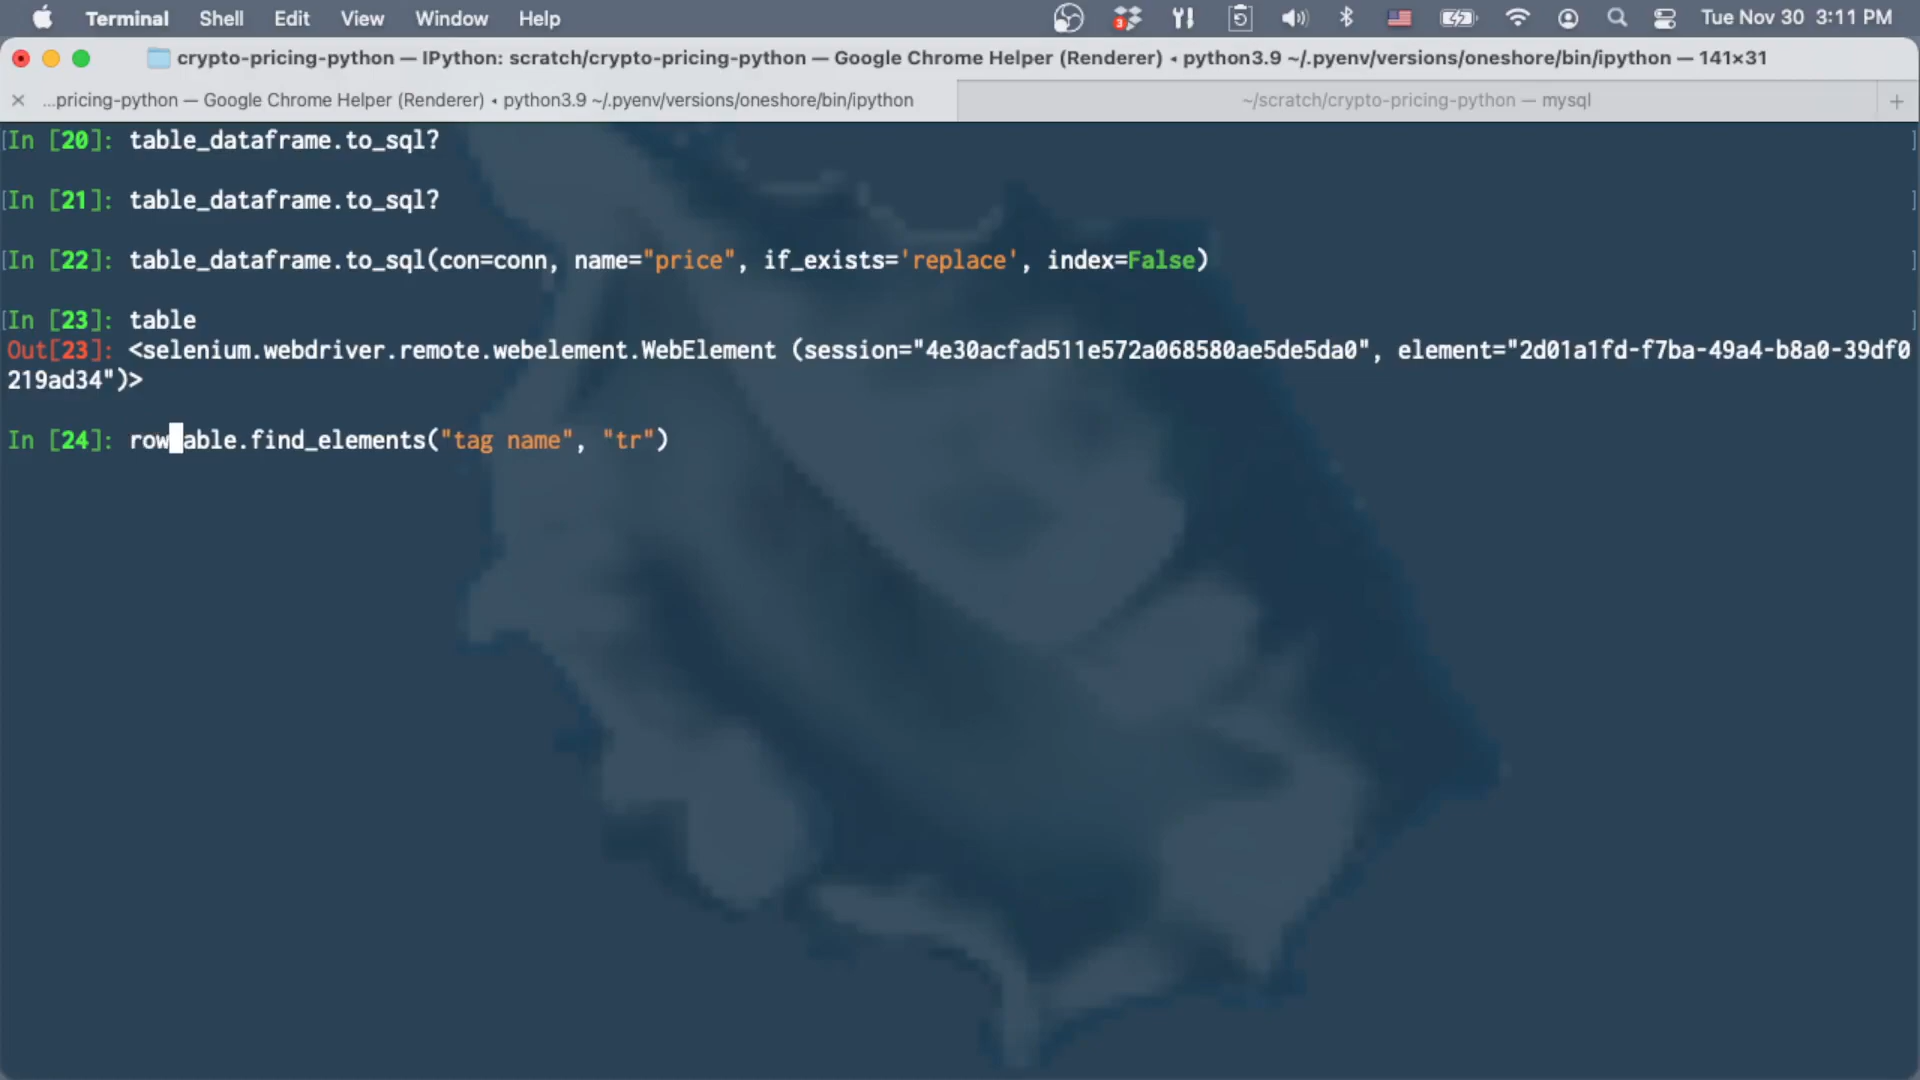 Terminal Shell Edit View Window Help 3 Tue Nov 30 3:11 PM
crypto-pricing-python — IPython: scratch/crypto-pricing-python — Google Chrome Helper (Renderer) ◂ python3.9 ~/.pyenv/versions/oneshore/bin/ipython — 141×31
...pricing-python — Google Chrome Helper (Renderer) ◂ python3.9 ~/.pyenv/versions/oneshore/bin/ipython ~/scratch/crypto-pricing-python — mysql
[In [20]: table_dataframe.to_sql? ]
[In [21]: table_dataframe.to_sql? ]
[In [22]: table_dataframe.to_sql(con=conn, name="price", if_exists='replace', index=False) ]
[In [23]: table ]
Out[23]: <selenium.webdriver.remote.webelement.WebElement (session="4e30acfad511e572a068580ae5de5da0", element="2d01a1fd-f7ba-49a4-b8a0-39df0
219ad34")>
In [24]: row able.find_elements("tag name", "tr")